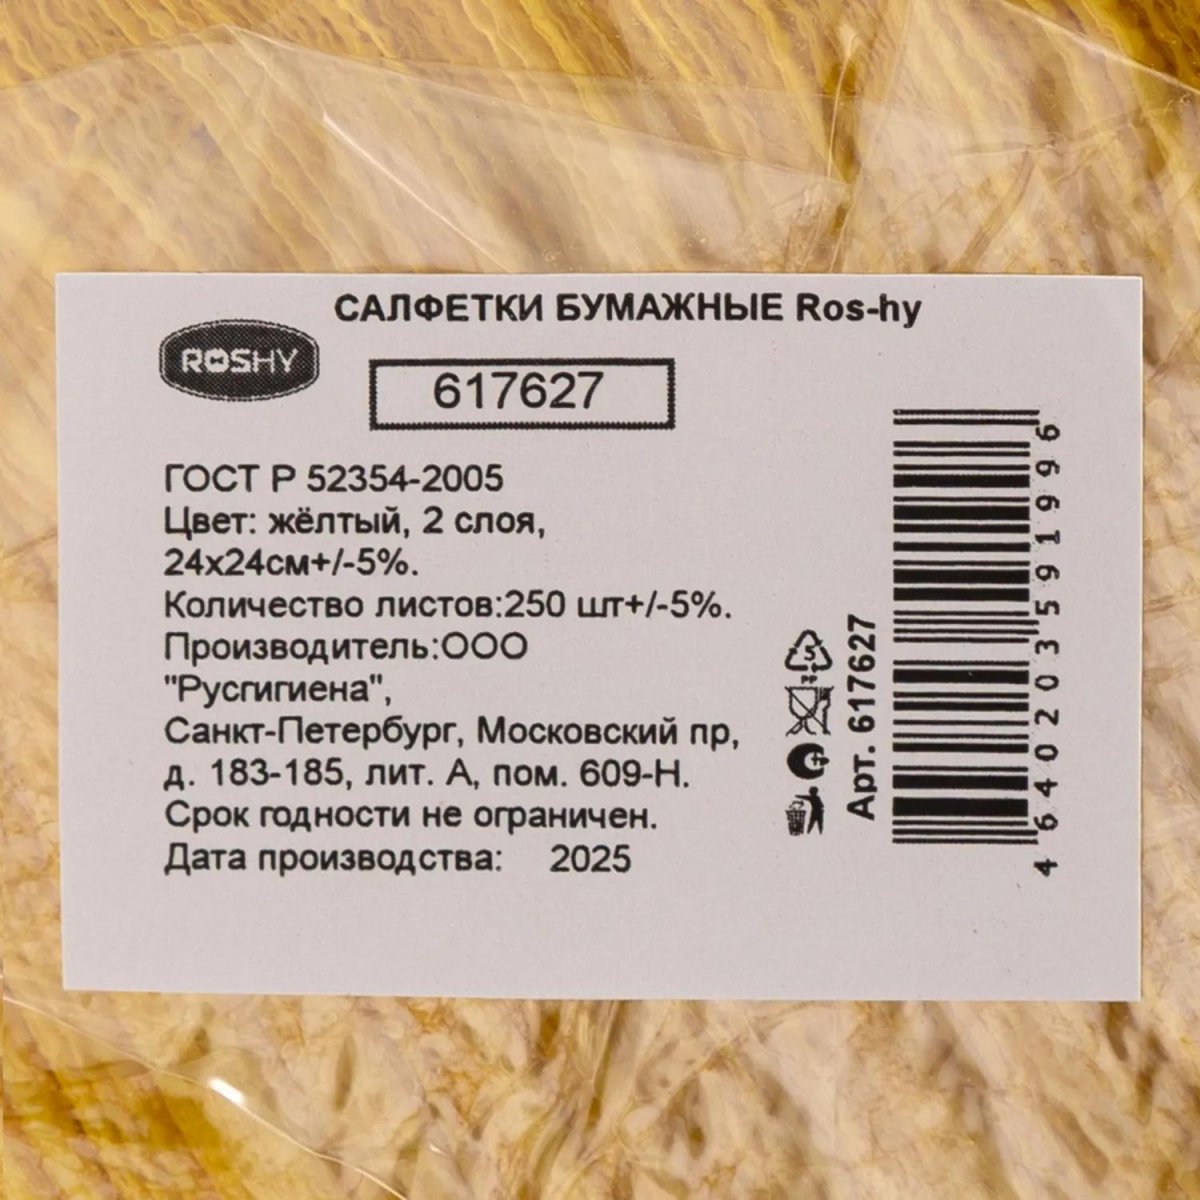 САЛФЕТКИ БУМАЖНЫЕ Ros-hy
ROSHY
617627
ГОСТ Р 52354-2005
Цвет: жёлтый, 2 слоя,
24х24см+/-5%.
Количество листов:250 шт+/-5%.
Производитель:ООО
"Русгигиена",
Санкт-Петербург, Московский пр,
д. 183-185, лит. А, пом. 609-Н.
Срок годности не ограничен.
Дата производства: 2025
5
PP
Арт. 617627
4640203591996